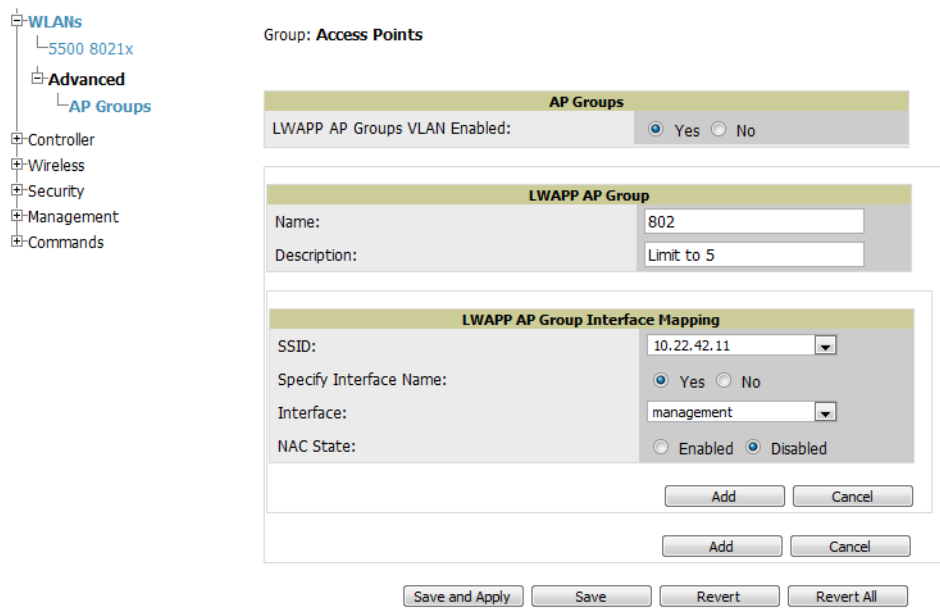 WLANs
5500 8021x
Advanced
AP Groups
Controller
Wireless
Security
Management
Commands
Group: Access Points
AP Groups
LWAPP AP Groups VLAN Enabled: Yes No
LWAPP AP Group
Name: 802
Description: Limit to 5
LWAPP AP Group Interface Mapping
SSID: 10.22.42.11
Specify Interface Name: Yes No
Interface: management
NAC State: Enabled Disabled
Add Cancel
Add Cancel
Save and Apply Save Revert Revert All